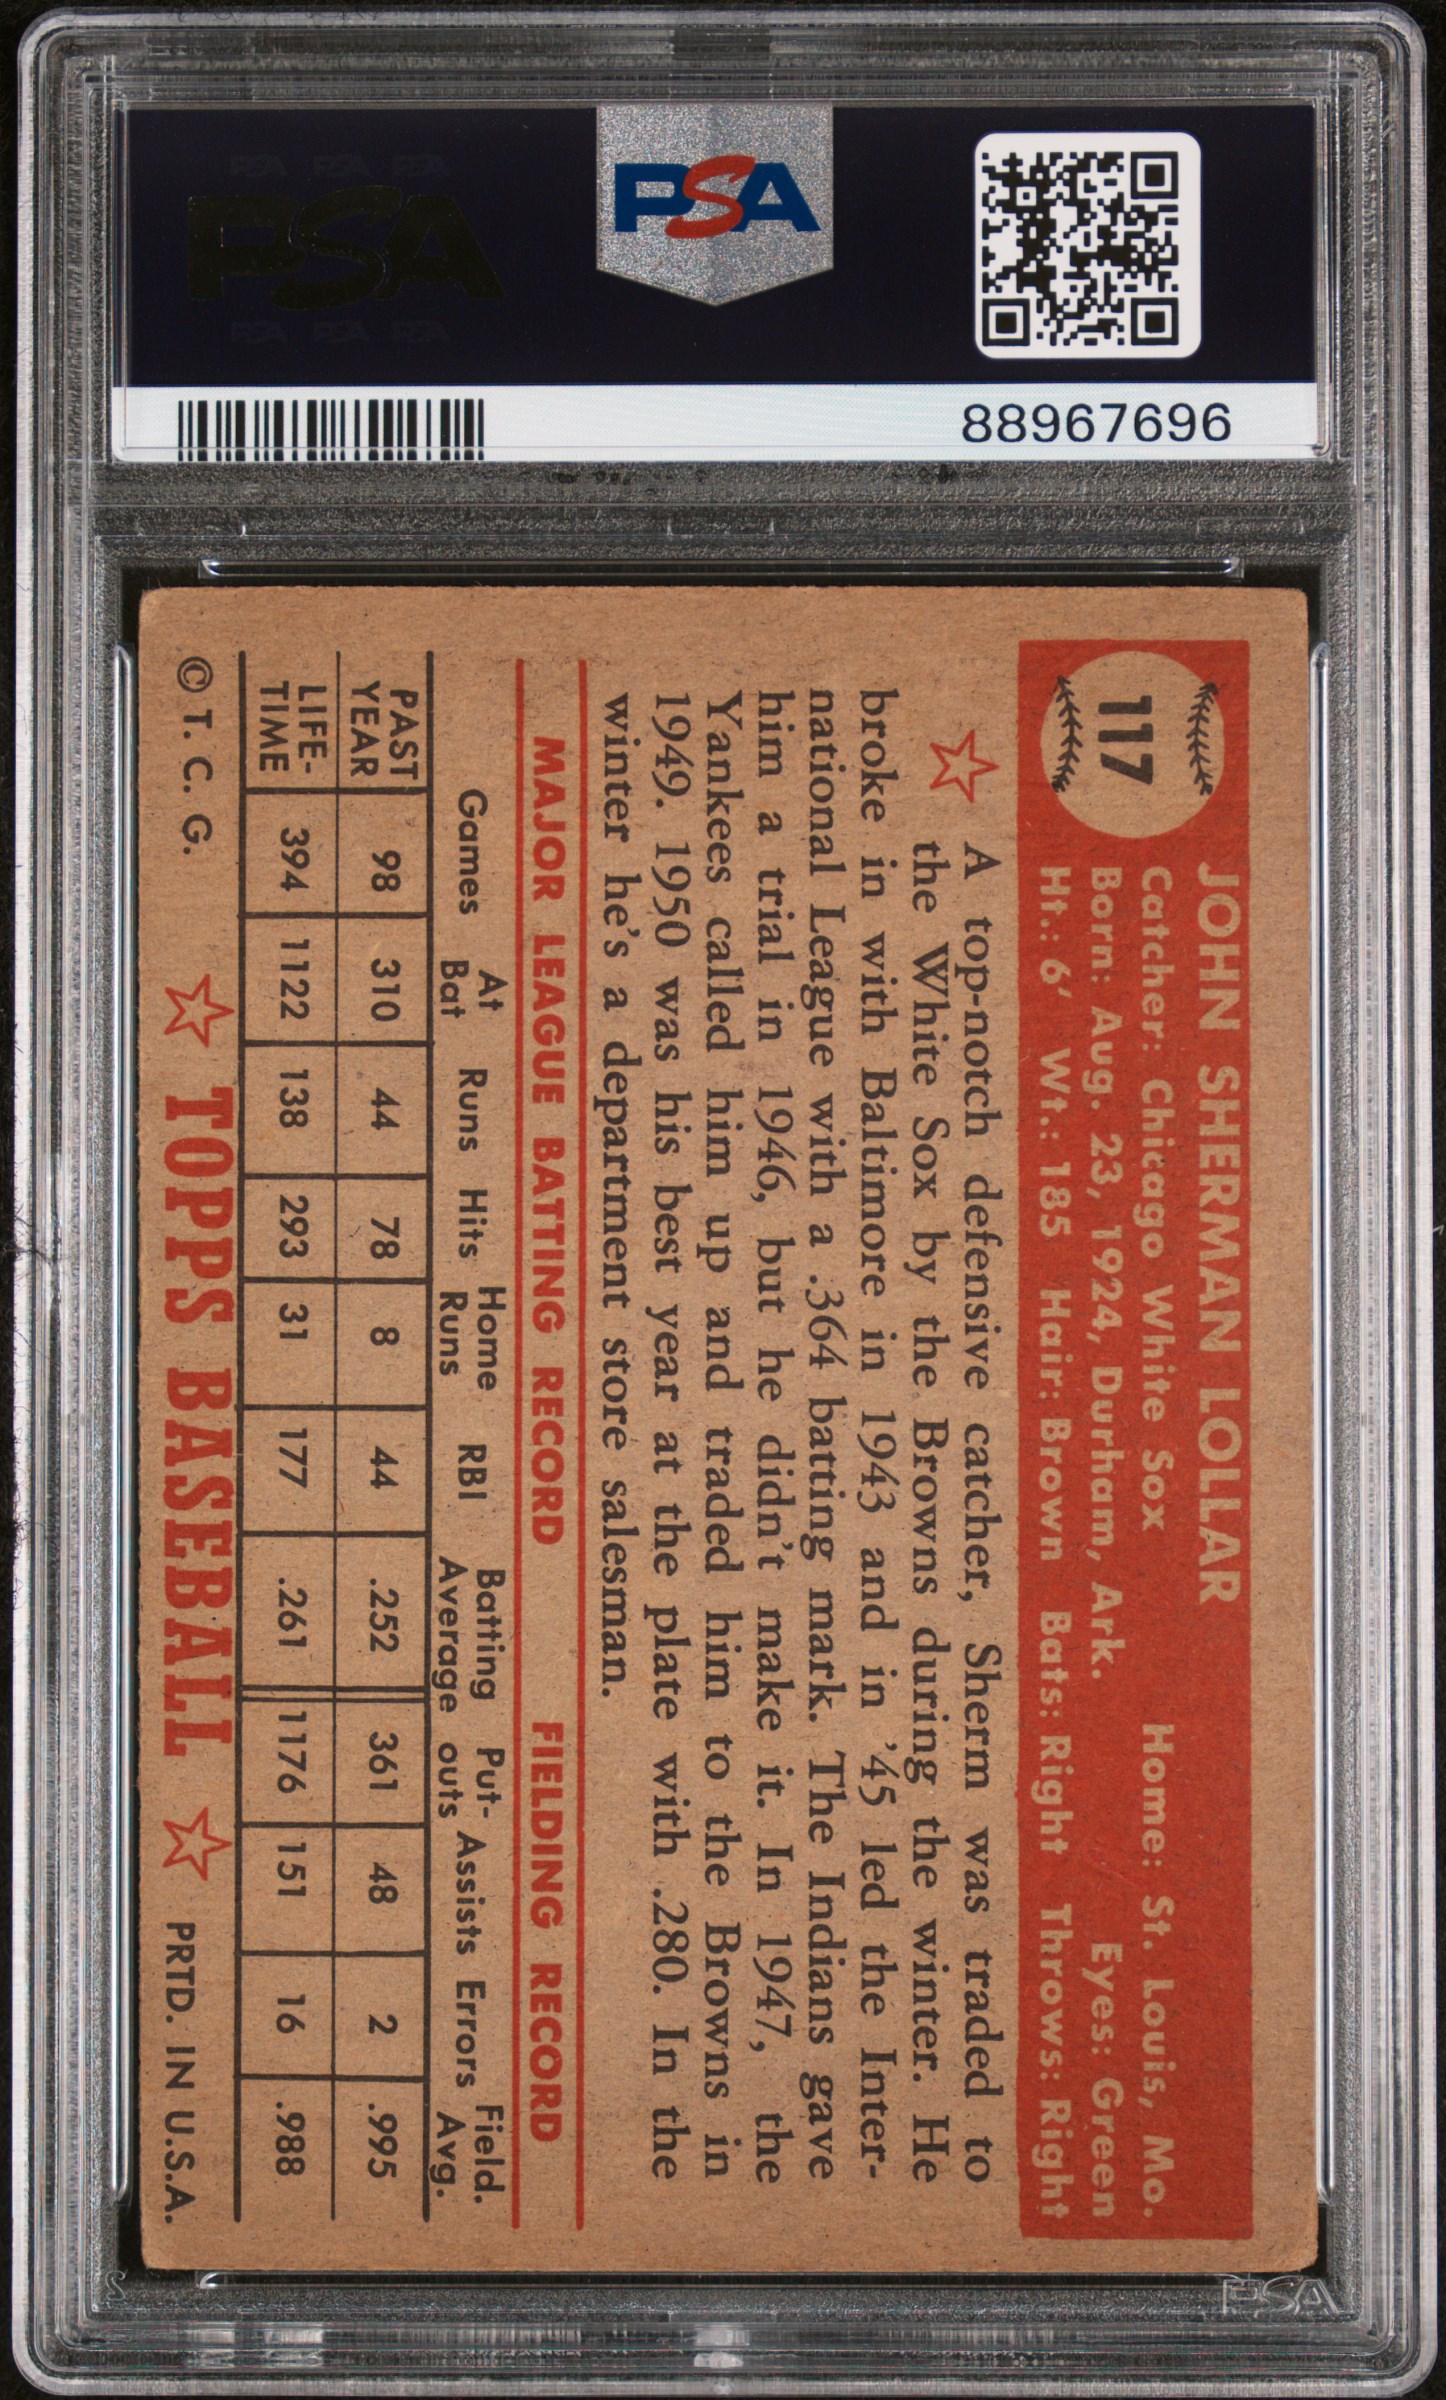 PSA PSA PSA
PSA
PSA PSA PSA
PSA
88967696
117
JOHN SHERMAN LOLLAR
Catcher: Chicago White Sox Home: St. Louis, Mo.
Born: Aug. 23, 1924, Durham, Ark. Eyes: Green
Ht.: 6' Wt.: 185 Hair: Brown Bats: Right Throws: Right
A top-notch defensive catcher, Sherm was traded to
the White Sox by the Browns during the winter. He
broke in with Baltimore in 1943 and in '45 led the Inter-
national League with a .364 batting mark. The Indians gave
him a trial in 1946, but he didn't make it. In 1947, the
Yankees called him up and traded him to the Browns in
1949. 1950 was his best year at the plate with .280. In the
winter he's a department store salesman.
MAJOR LEAGUE BATTING RECORD FIELDING RECORD
Games At Bat Runs Hits Home Runs RBI Batting Average Put-outs Assists Errors Field. Avg.
PAST YEAR 98 310 44 78 8 44 .252 361 48 2 .995
LIFE-TIME 394 1122 138 293 31 177 .261 1176 151 16 .988
© T. C. G. TOPPS BASEBALL PRTD. IN U.S.A.
PSA